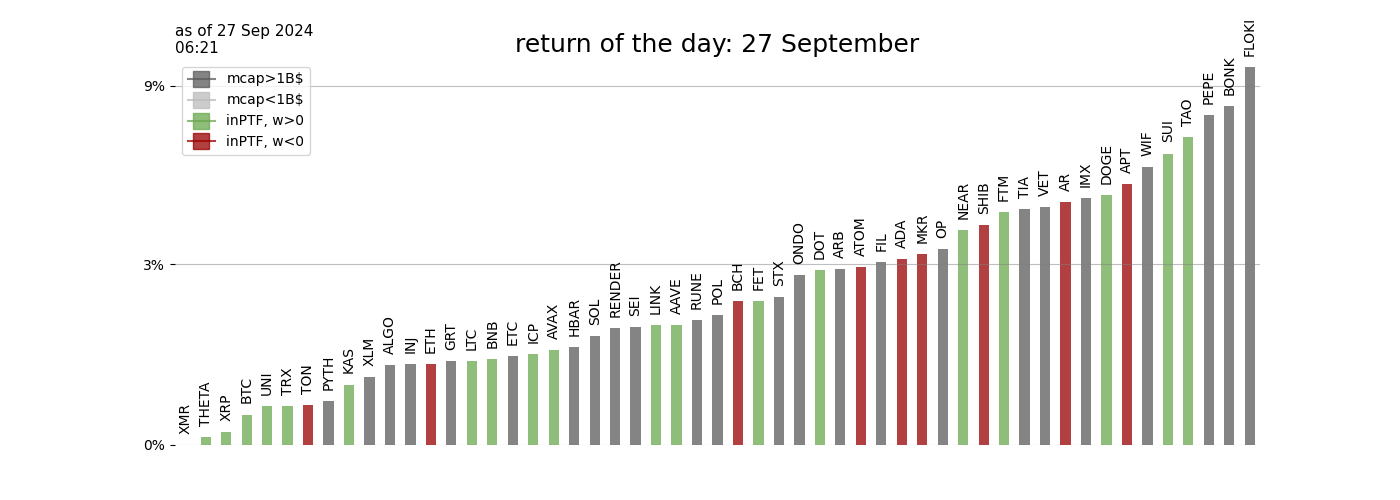 as of 27 Sep 2024
06:21
return of the day: 27 September
mcap>1B$
mcap<1B$
inPTF, w>0
inPTF, w<0
9%
3%
0%
XMR
THETA
XRP
BTC
UNI
TRX
TON
PYTH
KAS
XLM
ALGO
INJ
ETH
GRT
LTC
BNB
ETC
ICP
AVAX
HBAR
SOL
RENDER
SEI
LINK
AAVE
RUNE
POL
BCH
FET
STX
ONDO
DOT
ARB
ATOM
FIL
ADA
MKR
OP
NEAR
SHIB
FTM
TIA
VET
AR
IMX
DOGE
APT
WIF
SUI
TAO
PEPE
BONK
FLOKI